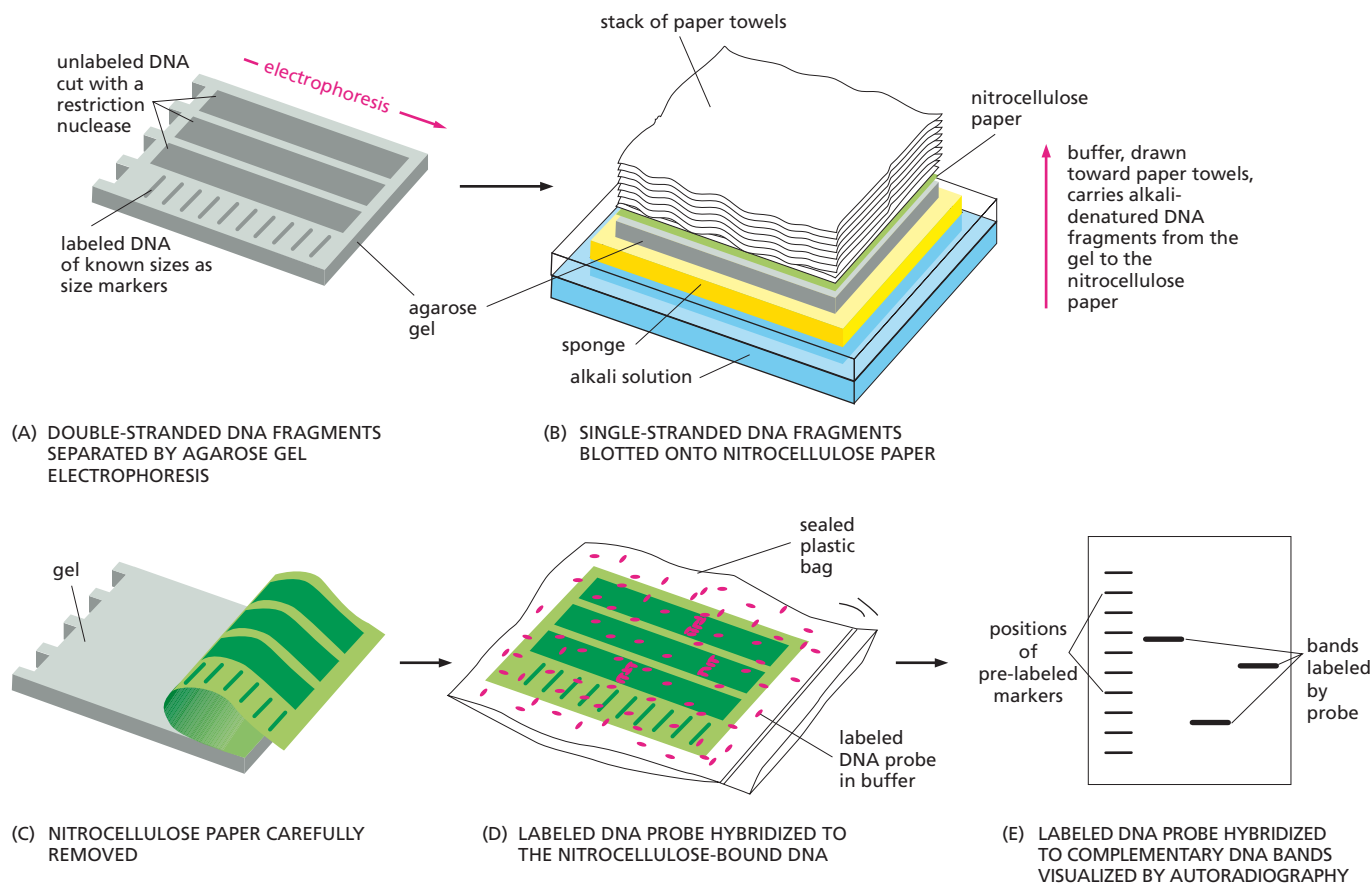 stack of paper towels
unlabeled DNA
cut with a
restriction
nuclease
electrophoresis
labeled DNA
of known sizes as
size markers
agarose
gel
nitrocellulose
paper
buffer, drawn
toward paper towels,
carries alkali-
denatured DNA
fragments from the
gel to the
nitrocellulose
paper
sponge
alkali solution
(A) DOUBLE-STRANDED DNA FRAGMENTS
SEPARATED BY AGAROSE GEL
ELECTROPHORESIS
(B) SINGLE-STRANDED DNA FRAGMENTS
BLOTTED ONTO NITROCELLULOSE PAPER
gel
sealed
plastic
bag
labeled
DNA probe
in buffer
positions
of
pre-labeled
markers
bands
labeled
by
probe
(C) NITROCELLULOSE PAPER CAREFULLY
REMOVED
(D) LABELED DNA PROBE HYBRIDIZED TO
THE NITROCELLULOSE-BOUND DNA
(E) LABELED DNA PROBE HYBRIDIZED
TO COMPLEMENTARY DNA BANDS
VISUALIZED BY AUTORADIOGRAPHY